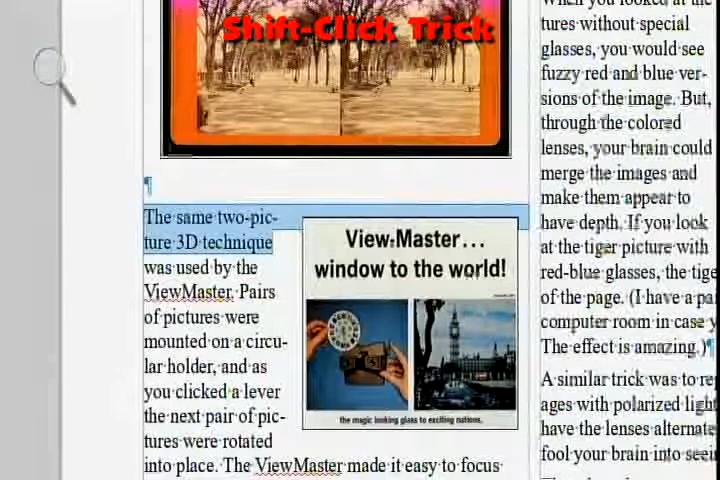 Shift-Click Trick
¶
The same two-pic-
ture 3D technique
was used by the
ViewMaster. Pairs
of pictures were
mounted on a circu-
lar holder, and as
you clicked a lever
the next pair of pic-
tures were rotated
into place. The ViewMaster made it easy to focus
View-Master...
window to the world!
the magic looking glass to exciting nations,
When you looked at the
tures without special
glasses, you would see
fuzzy red and blue ver-
sions of the image. But,
through the colored
lenses, your brain could
merge the images and
make them appear to
have depth. If you look
at the tiger picture with
red-blue glasses, the tige
of the page. (I have a pa
computer room in case y
The effect is amazing.)¶
A similar trick was to re
ages with polarized light
have the lenses alternate
fool your brain into seei